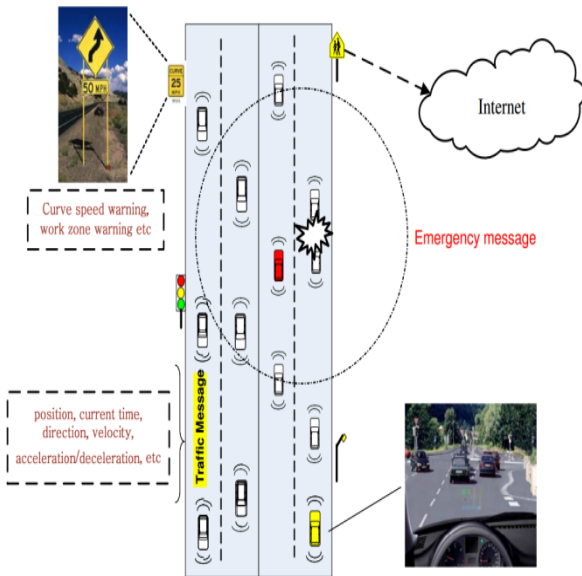 50 MPH
CURVE
25
MPH
Internet
Curve speed warning,
work zone warning etc
Emergency message
position, current time,
direction, velocity,
acceleration/deceleration, etc
Traffic Message